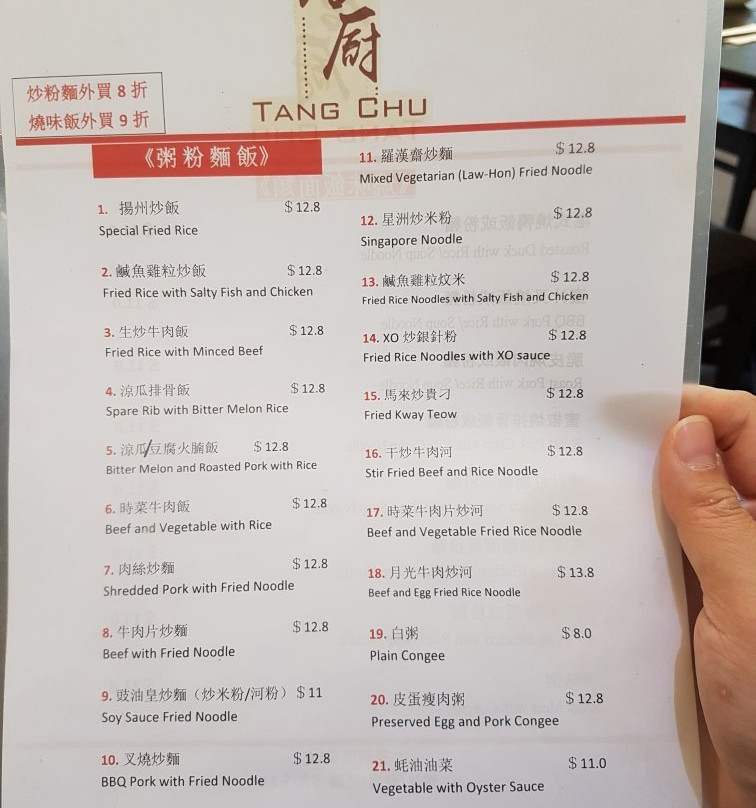 厨
TANG CHU
炒粉麵外買 8 折
燒味飯外買 9 折
《粥粉麵飯》
1. 揚州炒飯 $ 12.8
Special Fried Rice
2. 鹹魚雞粒炒飯 $ 12.8
Fried Rice with Salty Fish and Chicken
3. 生炒牛肉飯 $ 12.8
Fried Rice with Minced Beef
4. 涼瓜排骨飯 $ 12.8
Spare Rib with Bitter Melon Rice
5. 涼瓜/豆腐火腩飯 $ 12.8
Bitter Melon and Roasted Pork with Rice
6. 時菜牛肉飯 $ 12.8
Beef and Vegetable with Rice
7. 肉絲炒麵 $ 12.8
Shredded Pork with Fried Noodle
8. 牛肉片炒麵 $ 12.8
Beef with Fried Noodle
9. 豉油皇炒麵（炒米粉/河粉） $ 11
Soy Sauce Fried Noodle
10. 叉燒炒麵 $ 12.8
BBQ Pork with Fried Noodle
11. 羅漢齋炒麵 $ 12.8
Mixed Vegetarian (Law-Hon) Fried Noodle
12. 星洲炒米粉 $ 12.8
Singapore Noodle
13. 鹹魚雞粒炆米 $ 12.8
Fried Rice Noodles with Salty Fish and Chicken
14. XO 炒銀針粉 $ 12.8
Fried Rice Noodles with XO sauce
15. 馬來炒貴刁 $ 12.8
Fried Kway Teow
16. 干炒牛肉河 $ 12.8
Stir Fried Beef and Rice Noodle
17. 時菜牛肉片炒河 $ 12.8
Beef and Vegetable Fried Rice Noodle
18. 月光牛肉炒河 $ 13.8
Beef and Egg Fried Rice Noodle
19. 白粥 $ 8.0
Plain Congee
20. 皮蛋瘦肉粥 $ 12.8
Preserved Egg and Pork Congee
21. 蚝油油菜 $ 11.0
Vegetable with Oyster Sauce